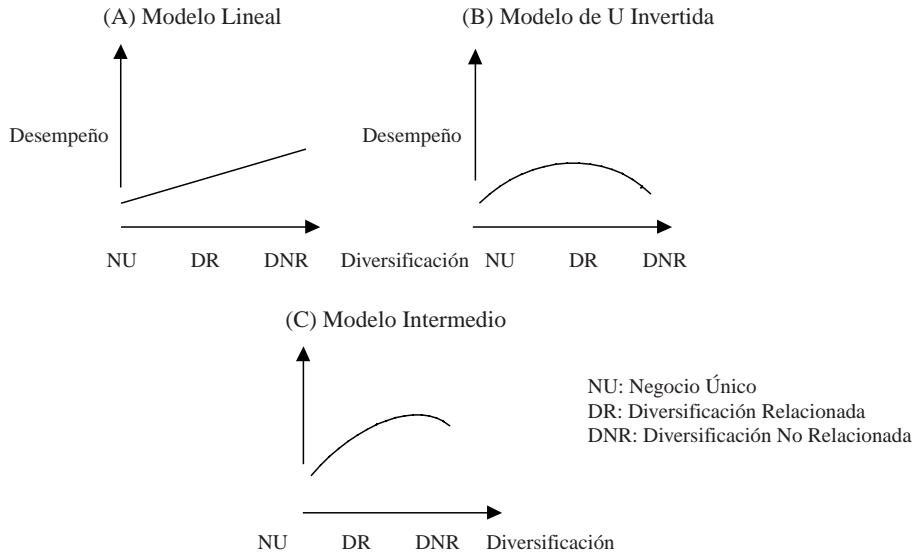 (A) Modelo Lineal
(B) Modelo de U Invertida
Desempeño
Desempeño
NU DR DNR Diversificación NU DR DNR
(C) Modelo Intermedio
NU: Negocio Único
DR: Diversificación Relacionada
DNR: Diversificación No Relacionada
NU DR DNR Diversificación